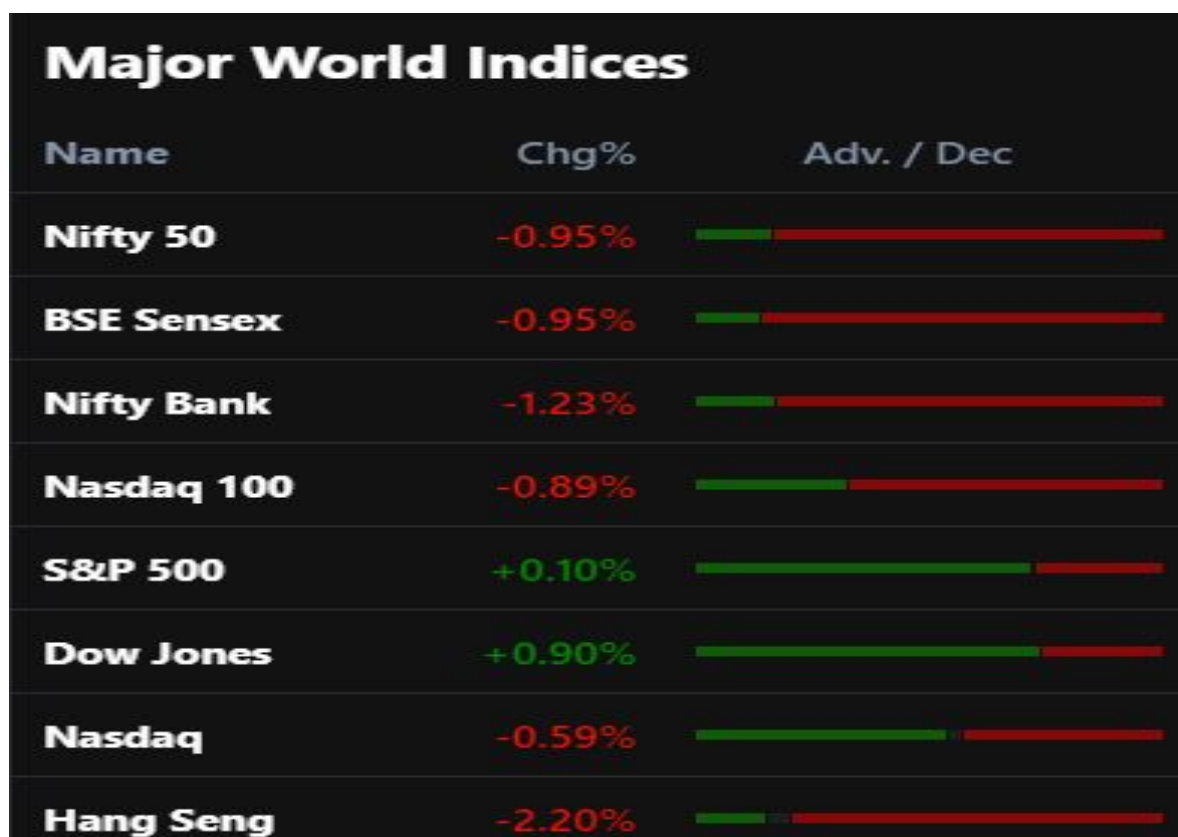 Major World Indices
Name Chg% Adv. / Dec
Nifty 50 -0.95%
BSE Sensex -0.95%
Nifty Bank -1.23%
Nasdaq 100 -0.89%
S&P 500 +0.10%
Dow Jones +0.90%
Nasdaq -0.59%
Hang Seng -2.20%